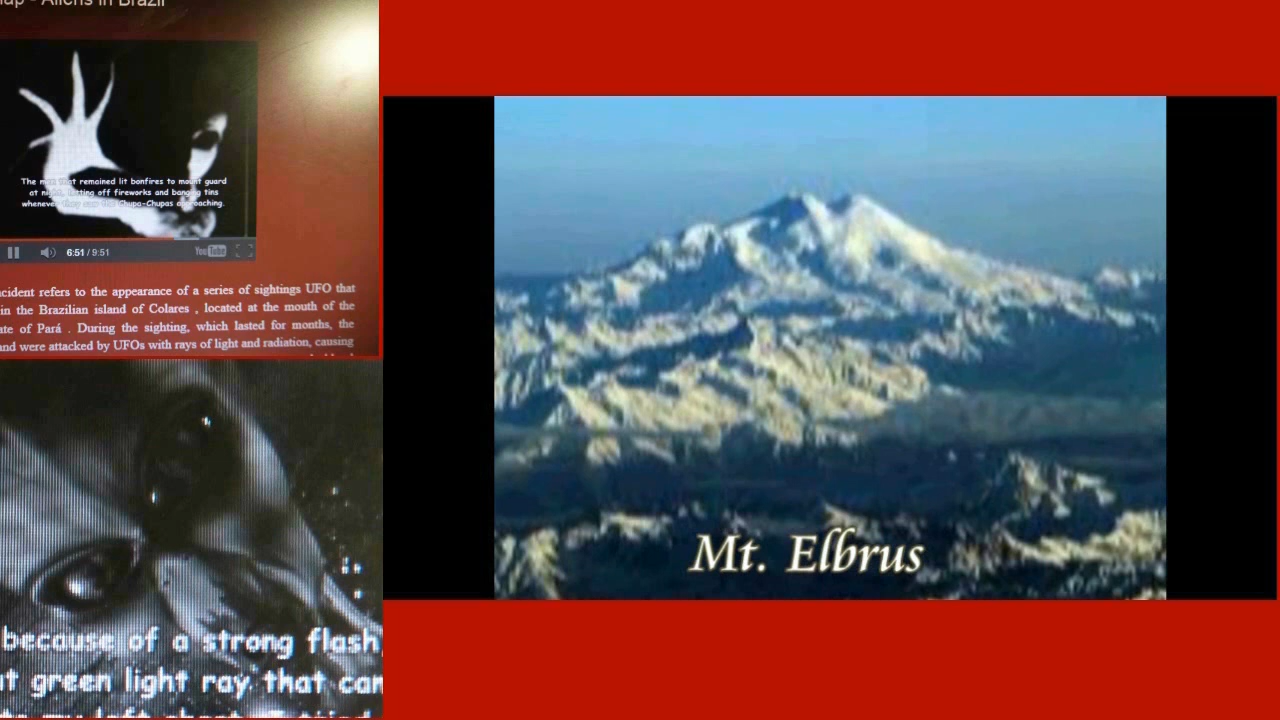 Aliens in Brazil
The men that remained lit bonfires to mount guard
at night, letting off fireworks and banging tins
whenever they saw the Chupa-Chupas approaching.
6:51 / 9:51
YouTube
ncident refers to the appearance of a series of sightings UFO that
in the Brazilian island of Colares , located at the mouth of the
ate of Pará . During the sighting, which lasted for months, the
and were attacked by UFOs with rays of light and radiation, causing
because of a strong flash,
green light ray that
Mt. Elbrus